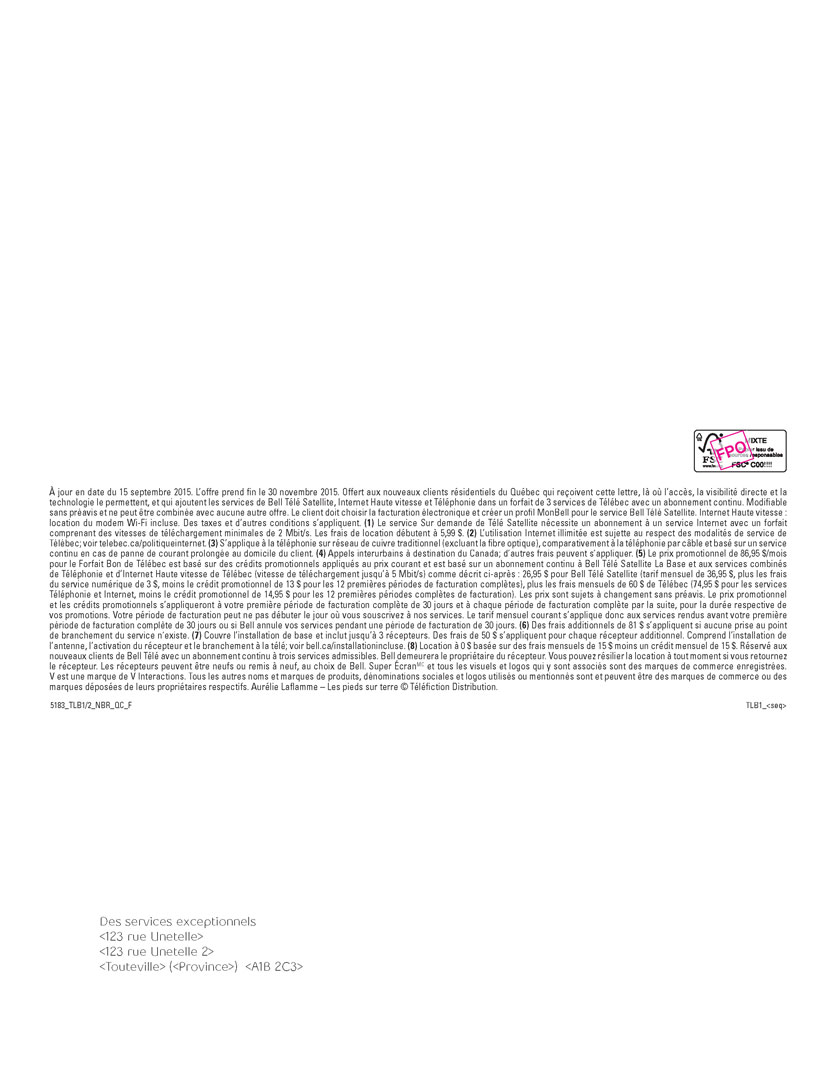 MIXTE
issu de
responsables
FSC
www.fsc
FPO
FSC® C00!!!!
À jour en date du 15 septembre 2015. L’offre prend fin le 30 novembre 2015. Offert aux nouveaux clients résidentiels du Québec qui reçoivent cette lettre, là où l’accès, la visibilité directe et la
technologie le permettent, et qui ajoutent les services de Bell Télé Satellite, Internet Haute vitesse et Téléphonie dans un forfait de 3 services de Télébec avec un abonnement continu. Modifiable
sans préavis et ne peut être combinée avec aucune autre offre. Le client doit choisir la facturation électronique et créer un profil MonBell pour le service Bell Télé Satellite. Internet Haute vitesse :
location du modem Wi-Fi incluse. Des taxes et d’autres conditions s’appliquent. (1) Le service Sur demande de Télé Satellite nécessite un abonnement à un service Internet avec un forfait
comprenant des vitesses de téléchargement minimales de 2 Mbit/s. Les frais de location débutent à 5,99 $. (2) L’utilisation Internet illimitée est sujette au respect des modalités de service de
Télébec; voir telebec.ca/politiqueinternet. (3) S’applique à la téléphonie sur réseau de cuivre traditionnel (excluant la fibre optique), comparativement à la téléphonie par câble et basé sur un service
continu en cas de panne de courant prolongée au domicile du client. (4) Appels interurbains à destination du Canada; d’autres frais peuvent s’appliquer. (5) Le prix promotionnel de 86,95 $/mois
pour le Forfait Bon de Télébec est basé sur des crédits promotionnels appliqués au prix courant et est basé sur un abonnement continu à Bell Télé Satellite La Base et aux services combinés
de Téléphonie et d’Internet Haute vitesse de Télébec (vitesse de téléchargement jusqu’à 5 Mbit/s) comme décrit ci-après : 26,95 $ pour Bell Télé Satellite (tarif mensuel de 36,95 $, plus les frais
du service numérique de 3 $, moins le crédit promotionnel de 13 $ pour les 12 premières périodes de facturation complètes), plus les frais mensuels de 60 $ de Télébec (74,95 $ pour les services
Téléphonie et Internet, moins le crédit promotionnel de 14,95 $ pour les 12 premières périodes complètes de facturation). Les prix sont sujets à changement sans préavis. Le prix promotionnel
et les crédits promotionnels s’appliqueront à votre première période de facturation complète de 30 jours et à chaque période de facturation complète par la suite, pour la durée respective de
vos promotions. Votre période de facturation peut ne pas débuter le jour où vous souscrivez à nos services. Le tarif mensuel courant s’applique donc aux services rendus avant votre première
période de facturation complète de 30 jours ou si Bell annule vos services pendant une période de facturation de 30 jours. (6) Des frais additionnels de 81 $ s’appliquent si aucune prise au point
de branchement du service n’existe. (7) Couvre l’installation de base et inclut jusqu’à 3 récepteurs. Des frais de 50 $ s’appliquent pour chaque récepteur additionnel. Comprend l’installation de
l’antenne, l’activation du récepteur et le branchement à la télé; voir bell.ca/installationincluse. (8) Location à 0 $ basée sur des frais mensuels de 15 $ moins un crédit mensuel de 15 $. Réservé aux
nouveaux clients de Bell Télé avec un abonnement continu à trois services admissibles. Bell demeurera le propriétaire du récepteur. Vous pouvez résilier la location à tout moment si vous retournez
le récepteur. Les récepteurs peuvent être neufs ou remis à neuf, au choix de Bell. Super Écran MC et tous les visuels et logos qui y sont associés sont des marques de commerce enregistrées.
V est une marque de V Interactions. Tous les autres noms et marques de produits, dénominations sociales et logos utilisés ou mentionnés sont et peuvent être des marques de commerce ou des
marques déposées de leurs propriétaires respectifs. Aurélie Laflamme – Les pieds sur terre © Téléfiction Distribution.
5183_TLB1/2_NBR_QC_F
TLB1_<seq>
Des services exceptionnels
<123 rue Unetelle>
<123 rue Unetelle 2>
<Touteville> (<Province>) <A1B 2C3>